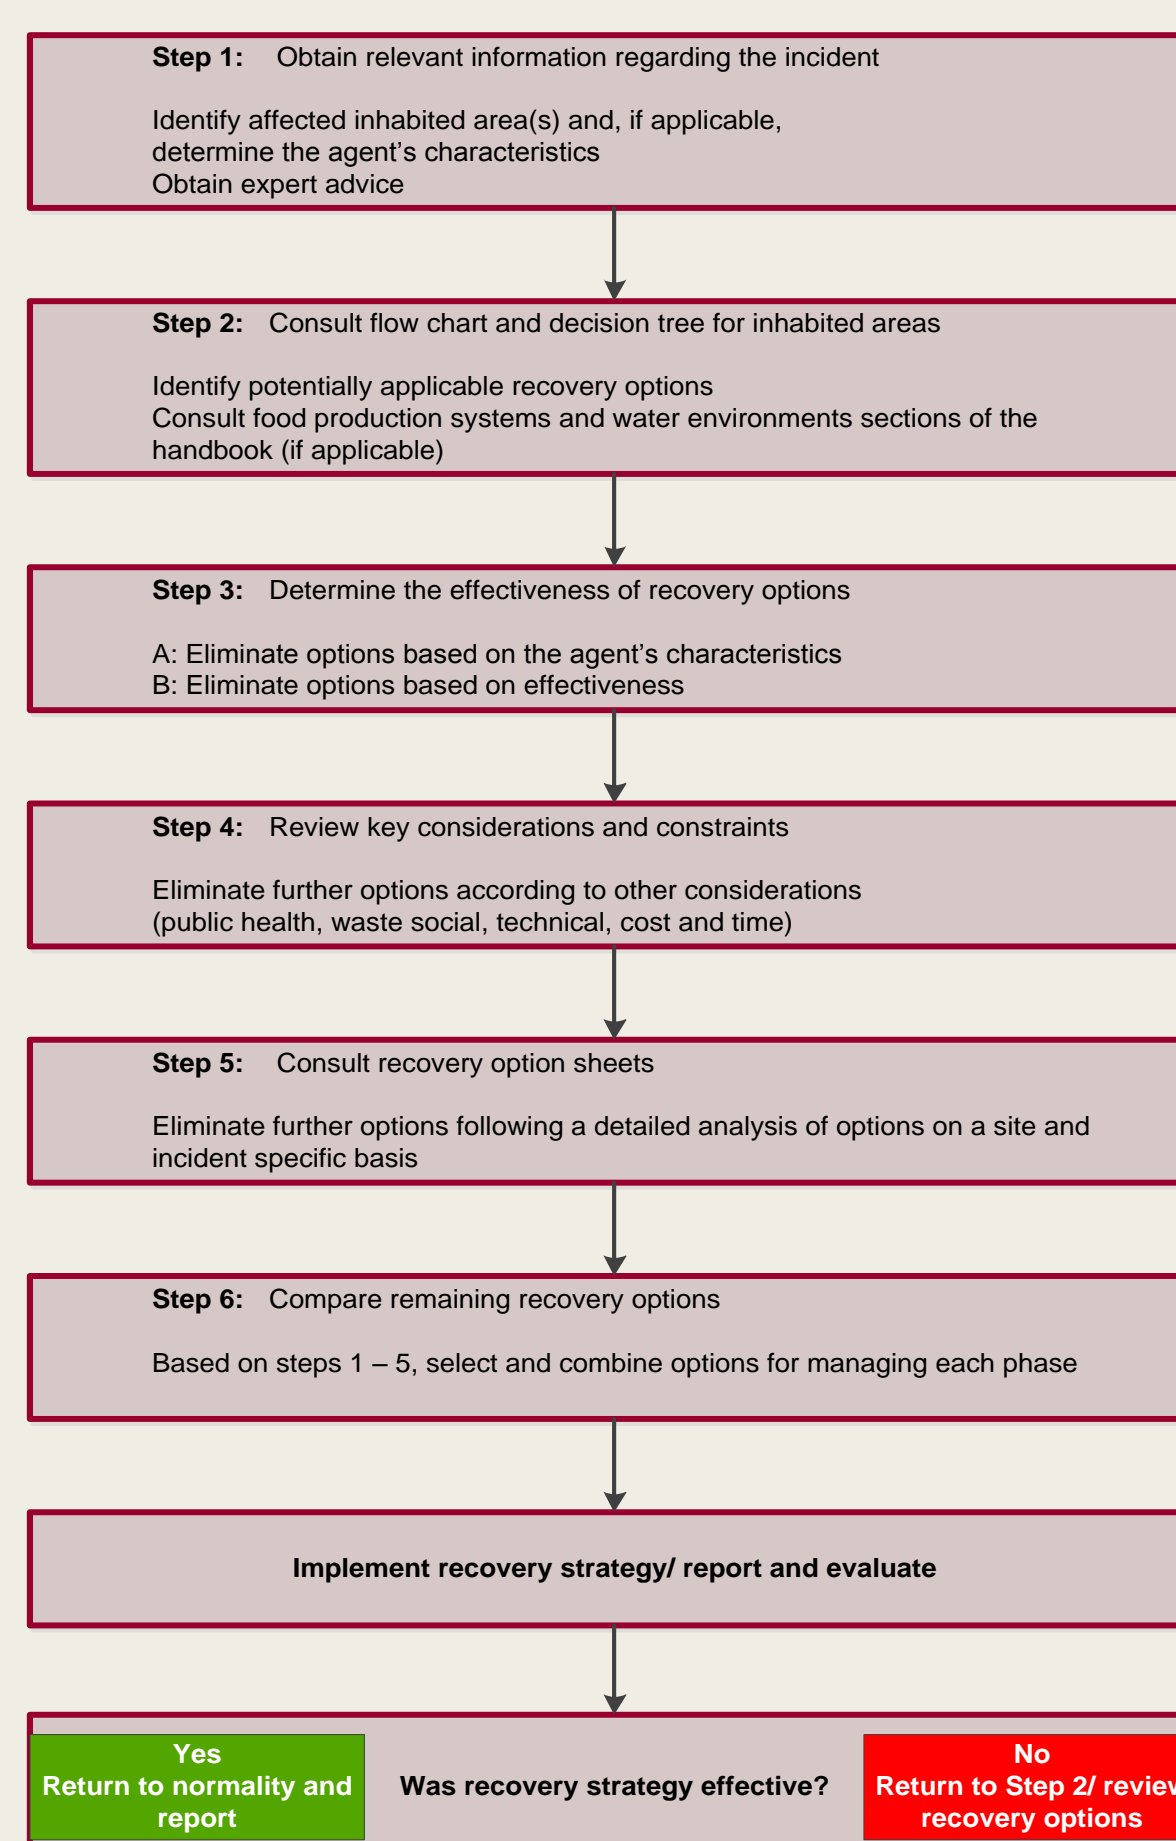 Step 1: Obtain relevant information regarding the incident
Identify affected inhabited area(s) and, if applicable,
determine the agent's characteristics
Obtain expert advice
Step 2: Consult flow chart and decision tree for inhabited areas
Identify potentially applicable recovery options
Consult food production systems and water environments sections of the
handbook (if applicable)
Step 3: Determine the effectiveness of recovery options
A: Eliminate options based on the agent's characteristics
B: Eliminate options based on effectiveness
Step 4: Review key considerations and constraints
Eliminate further options according to other considerations
(public health, waste social, technical, cost and time)
Step 5: Consult recovery option sheets
Eliminate further options following a detailed analysis of options on a site and
incident specific basis
Step 6: Compare remaining recovery options
Based on steps 1 – 5, select and combine options for managing each phase
Implement recovery strategy/ report and evaluate
Yes
Return to normality and
report
Was recovery strategy effective?
No
Return to Step 2/ review
recovery options